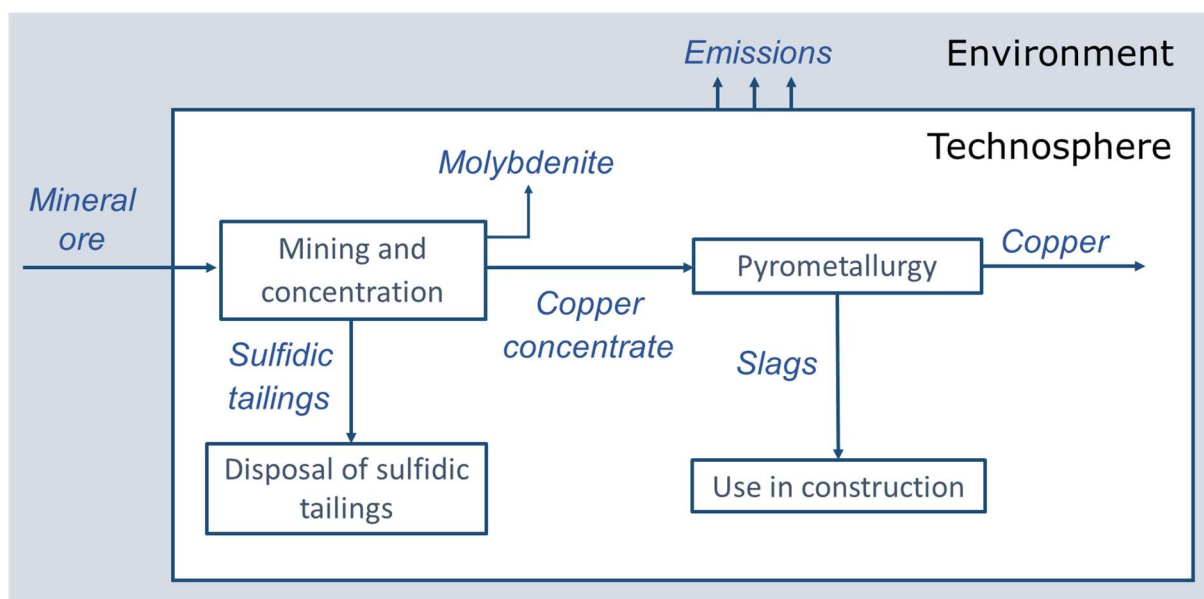 Emissions
Environment
Technosphere
Molybdenite
Mineral
ore
Mining and
concentration
Pyrometallurgy
Copper
Copper
concentrate
Sulfidic
tailings
Slags
Disposal of sulfidic
tailings
Use in construction